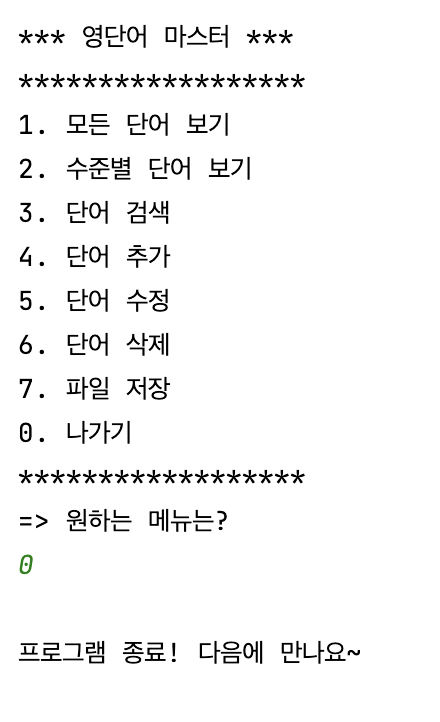 *** 영단어 마스터 ***
******************
1. 모든 단어 보기
2. 수준별 단어 보기
3. 단어 검색
4. 단어 추가
5. 단어 수정
6. 단어 삭제
7. 파일 저장
0. 나가기
******************
=> 원하는 메뉴는?
0
프로그램 종료! 다음에 만나요~